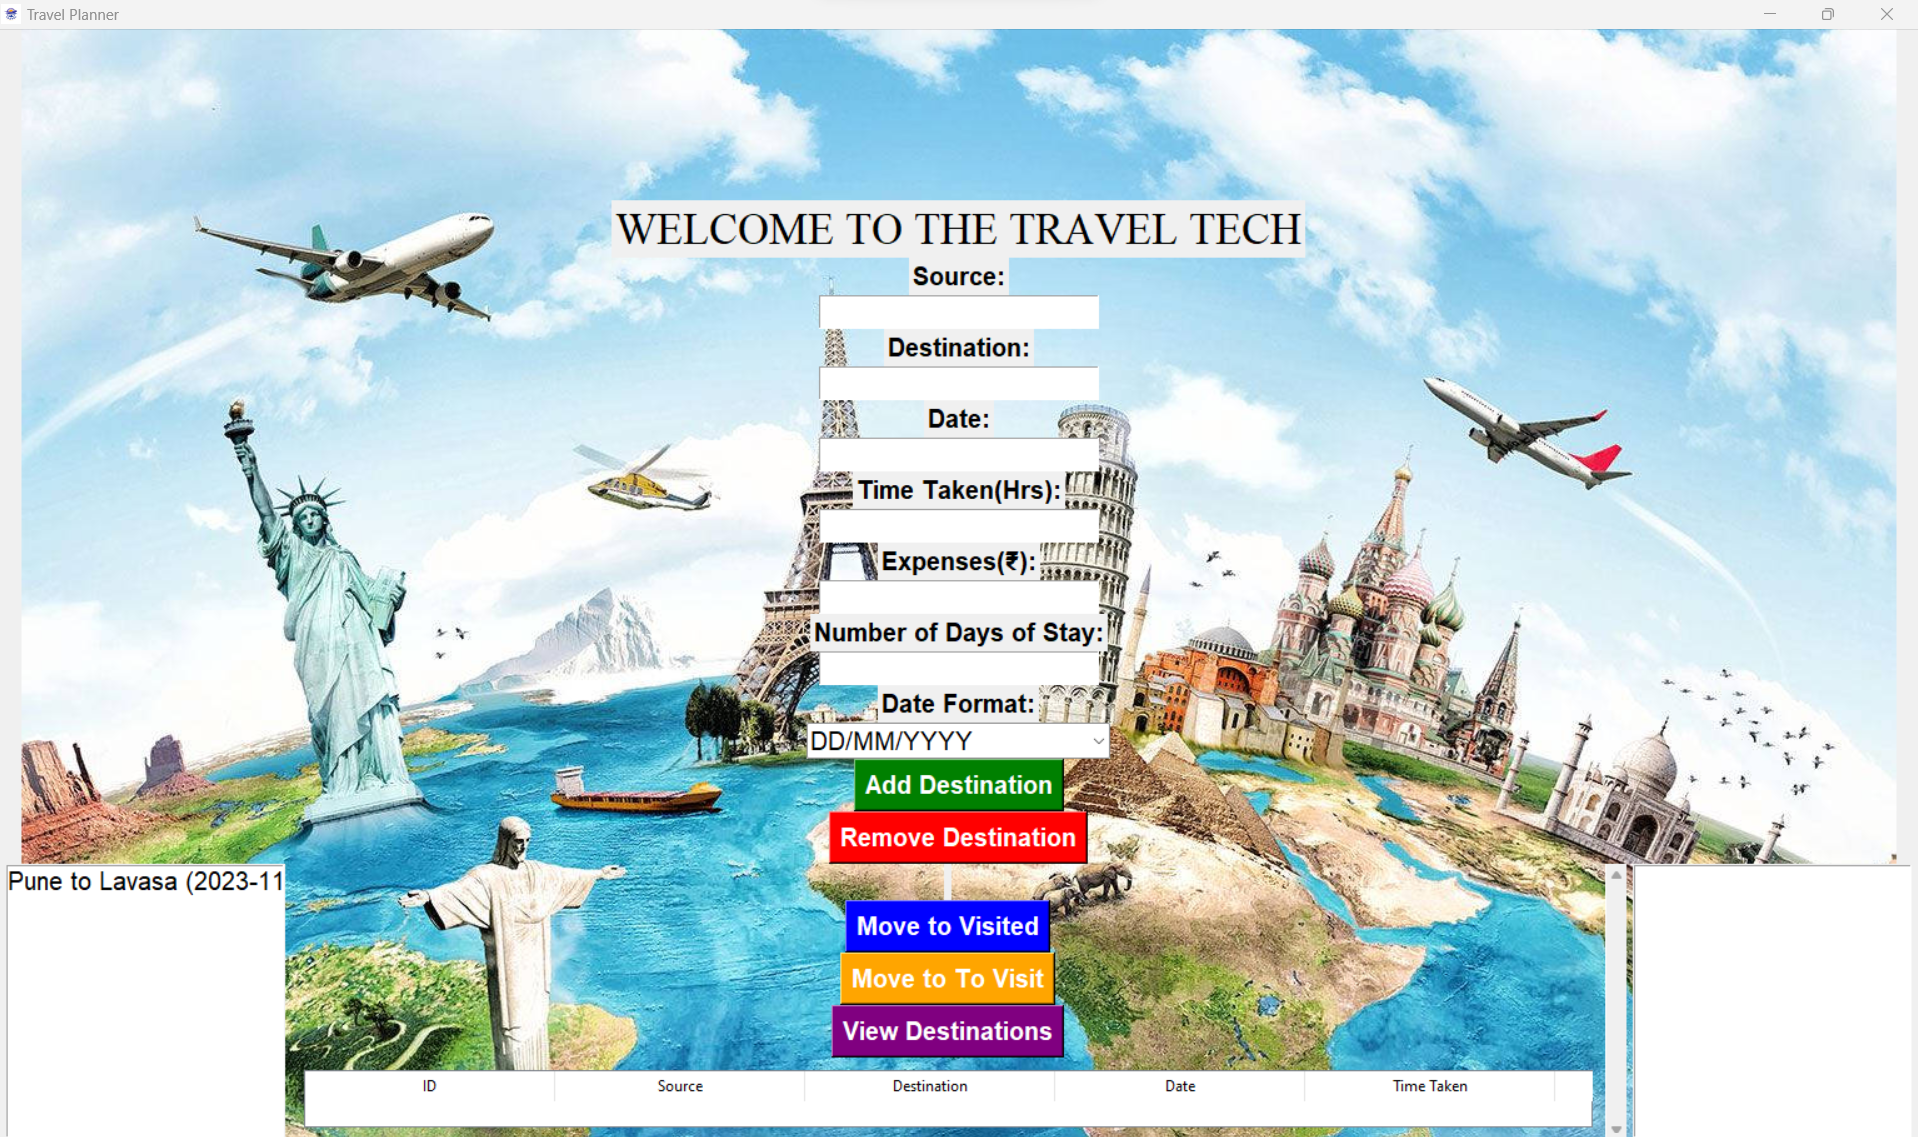 Travel Planner
WELCOME TO THE TRAVEL TECH
Source:
Destination:
Date:
Time Taken(Hrs):
Expenses(₹):
Number of Days of Stay:
Date Format:
DD/MM/YYYY
Add Destination
Remove Destination
Pune to Lavasa (2023-11
Move to Visited
Move to To Visit
View Destinations
ID Source Destination Date Time Taken